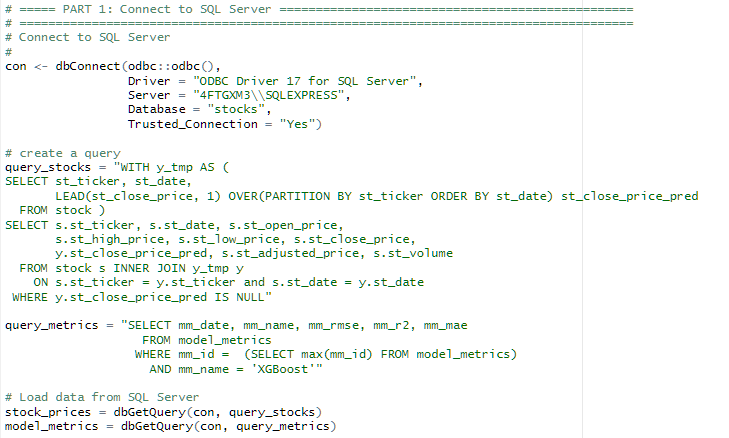 # ===== PART 1: Connect to SQL Server =================================================
# =====================================================================================
# Connect to SQL Server
#
con <- dbConnect(odbc::odbc(),
                 Driver = "ODBC Driver 17 for SQL Server",
                 Server = "4FTGXM3\\SQLEXPRESS",
                 Database = "stocks",
                 Trusted_Connection = "Yes")

# create a query
query_stocks = "WITH y_tmp AS (
SELECT st_ticker, st_date,
       LEAD(st_close_price, 1) OVER(PARTITION BY st_ticker ORDER BY st_date) st_close_price_pred
  FROM stock )
SELECT s.st_ticker, s.st_date, s.st_open_price,
       s.st_high_price, s.st_low_price, s.st_close_price,
       y.st_close_price_pred, s.st_adjusted_price, s.st_volume
  FROM stock s INNER JOIN y_tmp y
    ON s.st_ticker = y.st_ticker and s.st_date = y.st_date
 WHERE y.st_close_price_pred IS NULL"

query_metrics = "SELECT mm_date, mm_name, mm_rmse, mm_r2, mm_mae
                   FROM model_metrics
                  WHERE mm_id =  (SELECT max(mm_id) FROM model_metrics)
                    AND mm_name = 'XGBoost'"

# Load data from SQL Server
stock_prices = dbGetQuery(con, query_stocks)
model_metrics = dbGetQuery(con, query_metrics)